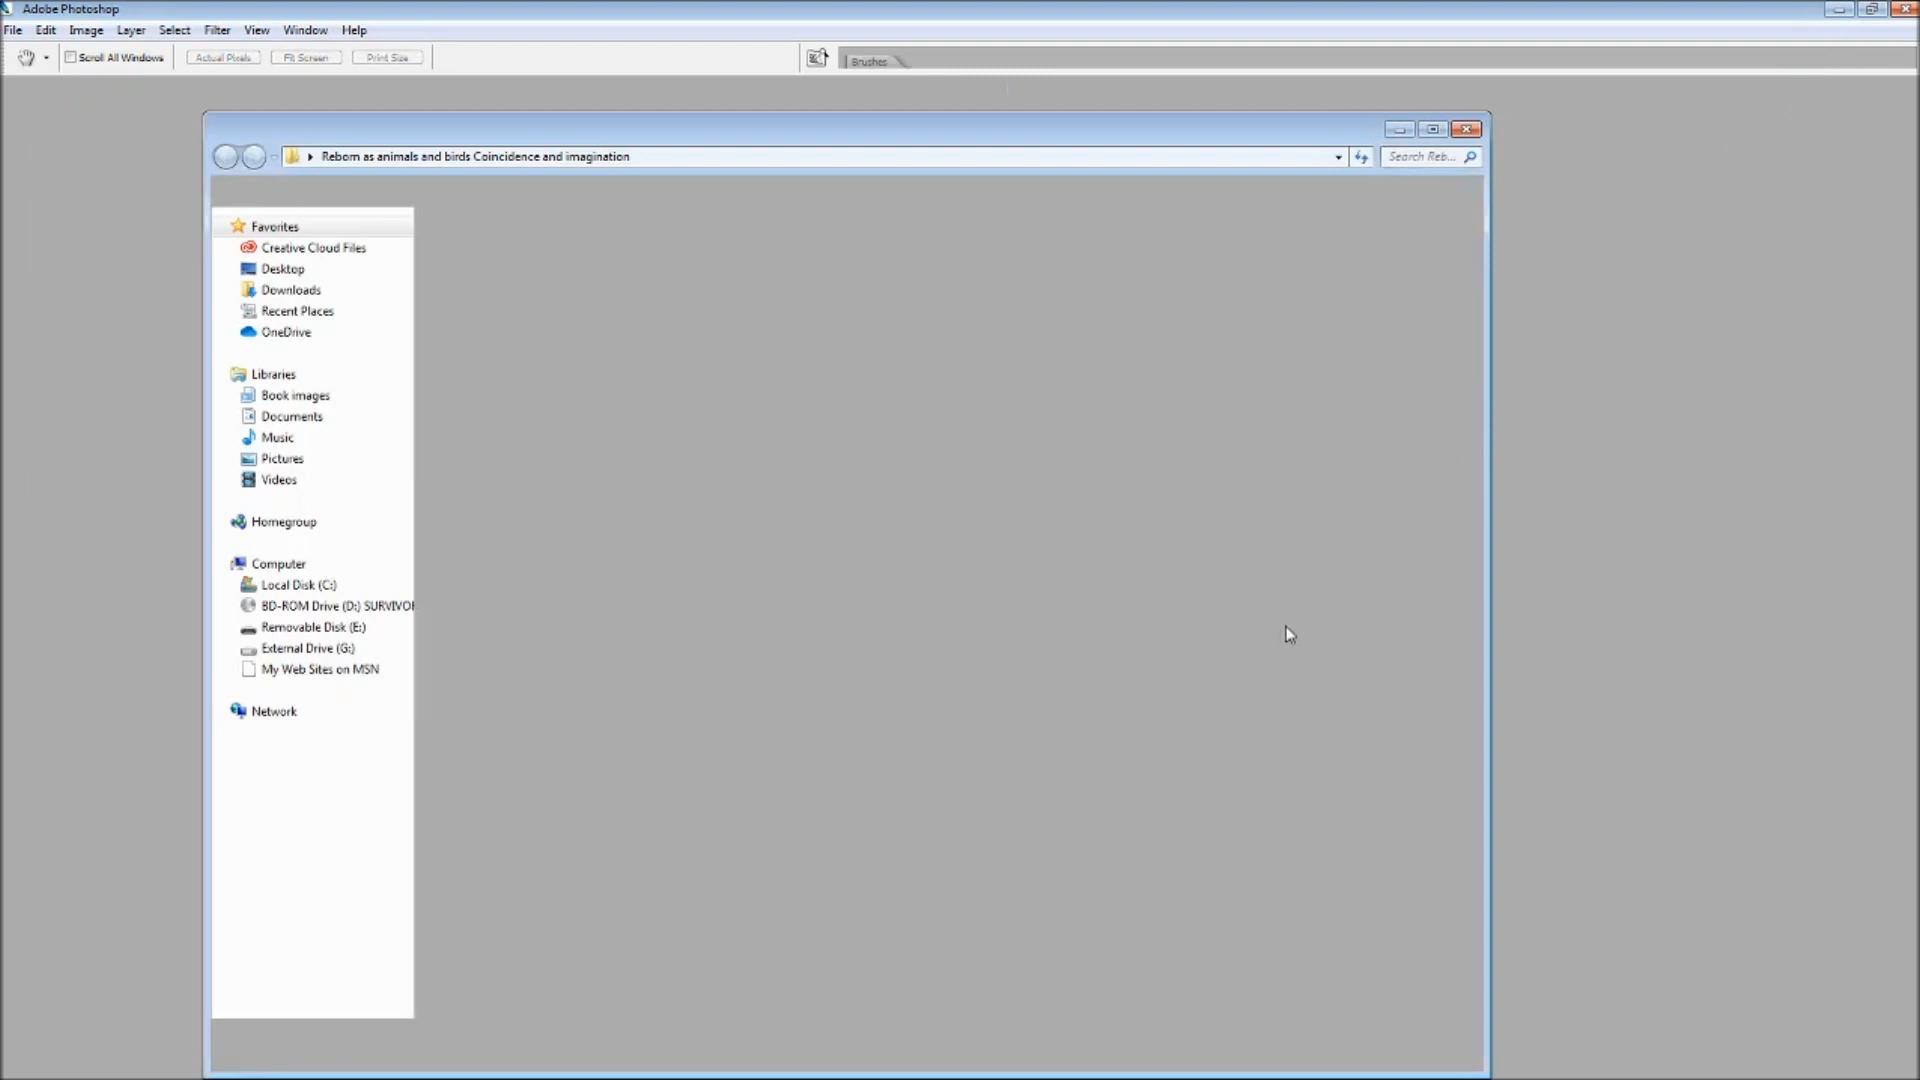 Adobe Photoshop
File Edit Image Layer Select Filter View Window Help
Scroll All Windows Actual Pixels Fit Screen Print Size Brushes
Reborn as animals and birds Coincidence and imagination Search Reb...
Favorites
Creative Cloud Files
Desktop
Downloads
Recent Places
OneDrive
Libraries
Book images
Documents
Music
Pictures
Videos
Homegroup
Computer
Local Disk (C:)
BD-ROM Drive (D:) SURVIVOR
Removable Disk (E:)
External Drive (G:)
My Web Sites on MSN
Network